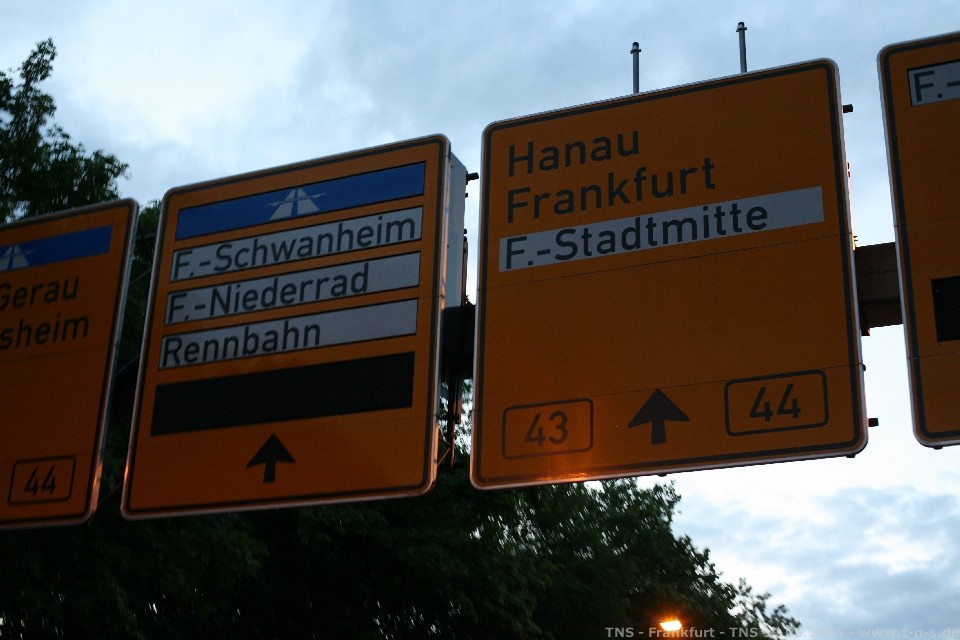 Gerau
sheim
44
F.-Schwanheim
F.-Niederrad
Rennbahn
Hanau
Frankfurt
F.-Stadtmitte
43
44
F.-
TNS - Frankfurt - TNS